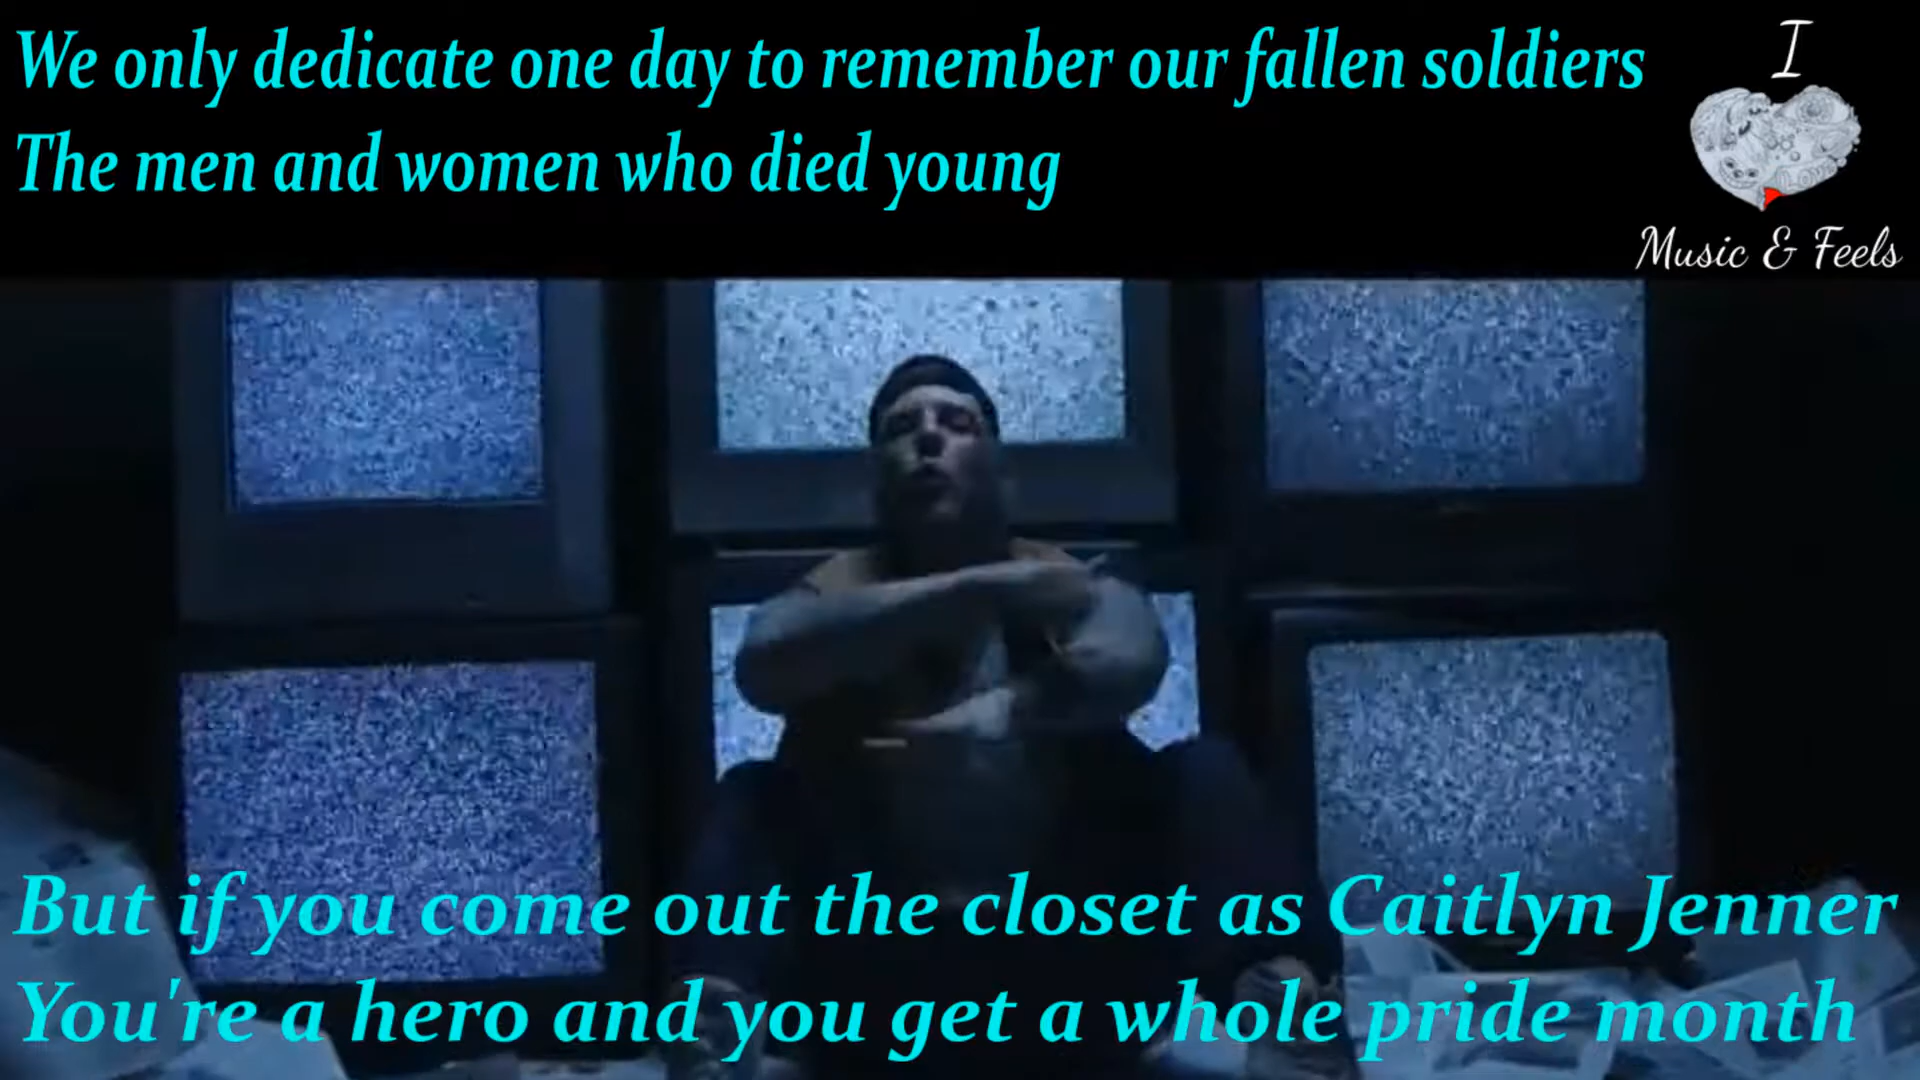 We only dedicate one day to remember our fallen soldiers
The men and women who died young
I
Music & Feels
But if you come out the closet as Caitlyn Jenner
You're a hero and you get a whole pride month